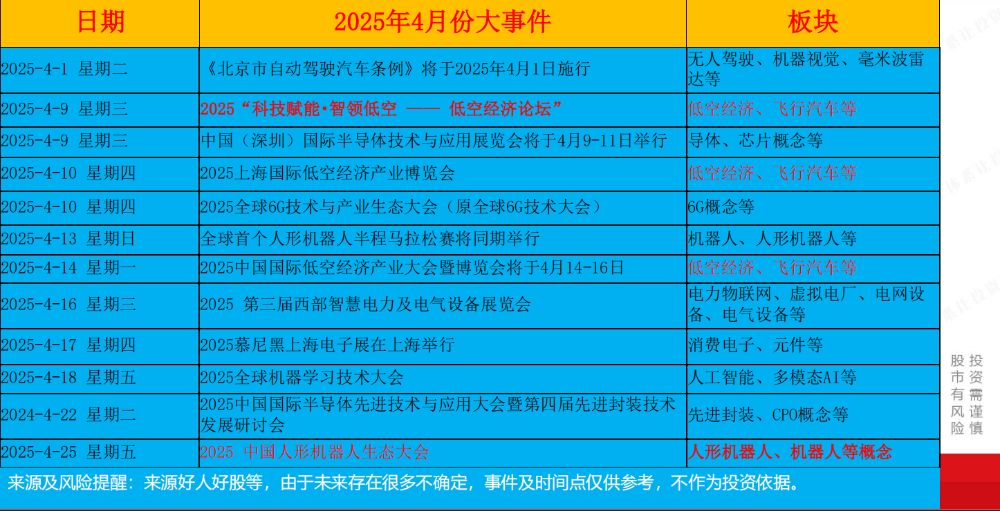 日期 2025年4月份大事件 板块
2025-4-1 星期二 《北京市自动驾驶汽车条例》将于2025年4月1日施行 无人驾驶、机器视觉、毫米波雷
达等
2025-4-9 星期三 2025“科技赋能·智领低空 —— 低空经济论坛” 低空经济、飞行汽车等
2025-4-9 星期三 中国（深圳）国际半导体技术与应用展览会将于4月9-11日举行 导体、芯片概念等
2025-4-10 星期四 2025上海国际低空经济产业博览会 低空经济、飞行汽车等
2025-4-10 星期四 2025全球6G技术与产业生态大会（原全球6G技术大会） 6G概念等
2025-4-13 星期日 全球首个人形机器人半程马拉松赛将同期举行 机器人、人形机器人等
2025-4-14 星期一 2025中国国际低空经济产业大会暨博览会将于4月14-16日 低空经济、飞行汽车等
2025-4-16 星期三 2025 第三届西部智慧电力及电气设备展览会 电力物联网、虚拟电厂、电网设
备、电气设备等
2025-4-17 星期四 2025慕尼黑上海电子展在上海举行 消费电子、元件等
2025-4-18 星期五 2025全球机器学习技术大会 人工智能、多模态AI等
2024-4-22 星期二 2025中国国际半导体先进技术与应用大会暨第四届先进封装技术
发展研讨会 先进封装、CPO概念等
2025-4-25 星期五 2025 中国人形机器人生态大会 人形机器人、机器人等概念
来源及风险提醒：来源好人好股等，由于未来存在很多不确定，事件及时间点仅供参考，不作为投资依据。
股市有风险
投资需谨慎
系让投资
体系让投
系让投资